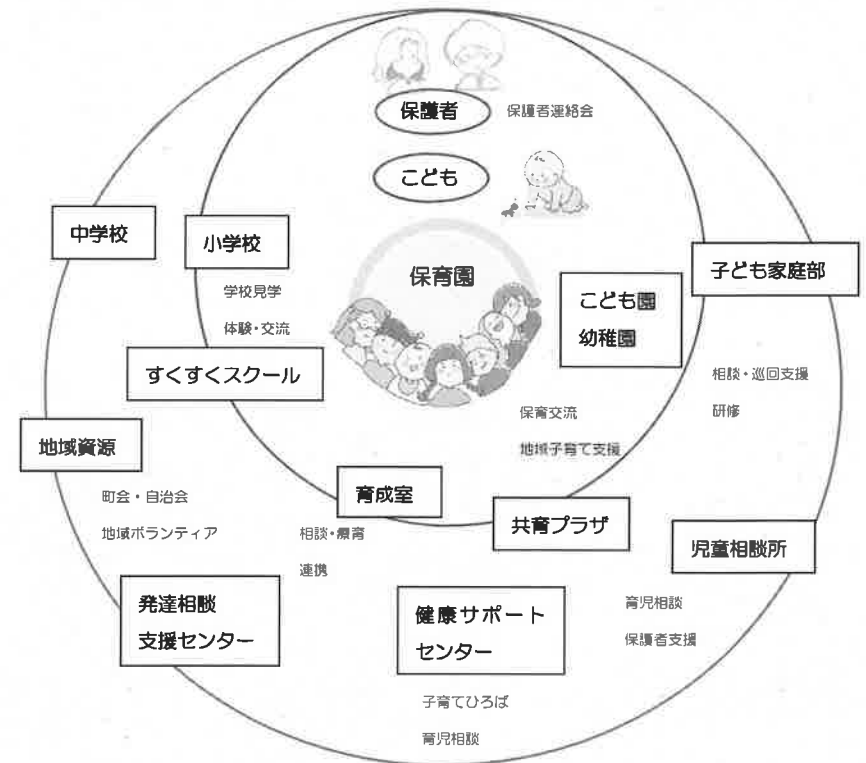 保護者
保護者連絡会
こども
中学校
小学校
学校見学
体験・交流
保育園
こども園
幼稚園
子ども家庭部
相談・巡回支援
研修
すくすくスクール
保育交流
地域子育て支援
地域資源
町会・自治会
地域ボランティア
育成室
相談・療育
連携
共育プラザ
児童相談所
育児相談
保護者支援
発達相談
支援センター
健康サポート
センター
子育てひろば
育児相談